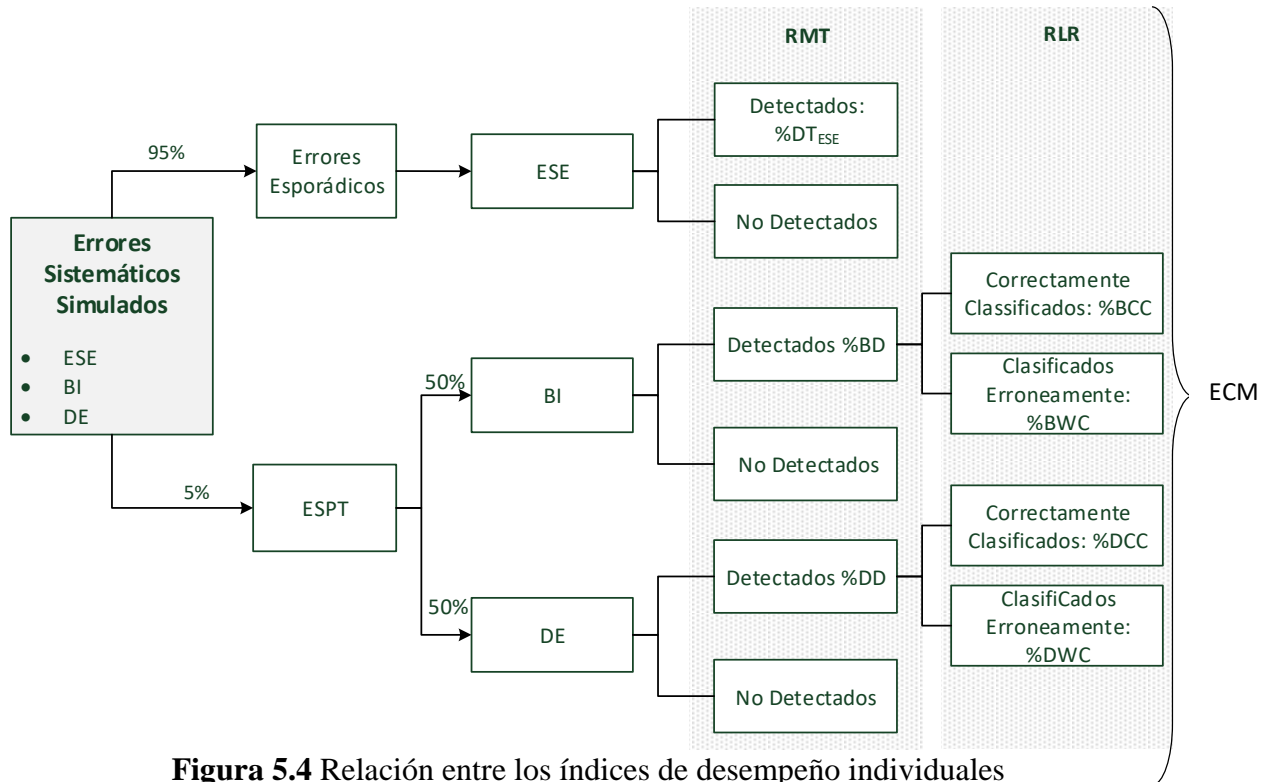 RMT
RLR
Detectados:
%DT_ESE
95%
Errores
Esporádicos
ESE
No Detectados
Errores
Sistemáticos
Simulados
• ESE
• BI
• DE
Correctamente
Classificados: %BCC
50%
BI
Detectados %BD
Clasificados
Erroneamente:
%BWC
ECM
No Detectados
5%
ESPT
Correctamente
Clasificados: %DCC
50%
DE
Detectados %DD
ClasifiCados
Erroneamente:
%DWC
No Detectados
Figura 5.4 Relación entre los índices de desempeño individuales